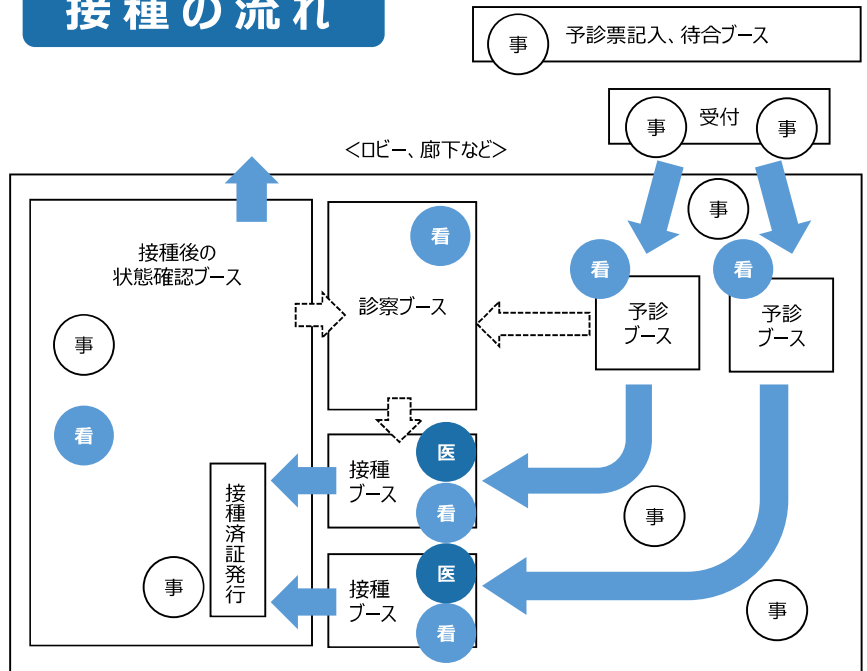 接種の流れ
事
予診票記入、待合ブース
事
受付
事
<ロビー、廊下など>
事
看
看
看
接種後の
状態確認ブース
診察ブース
予診
ブース
予診
ブース
事
看
医
接種
ブース
看
接種済証発行
事
医
事
接種
ブース
看
事